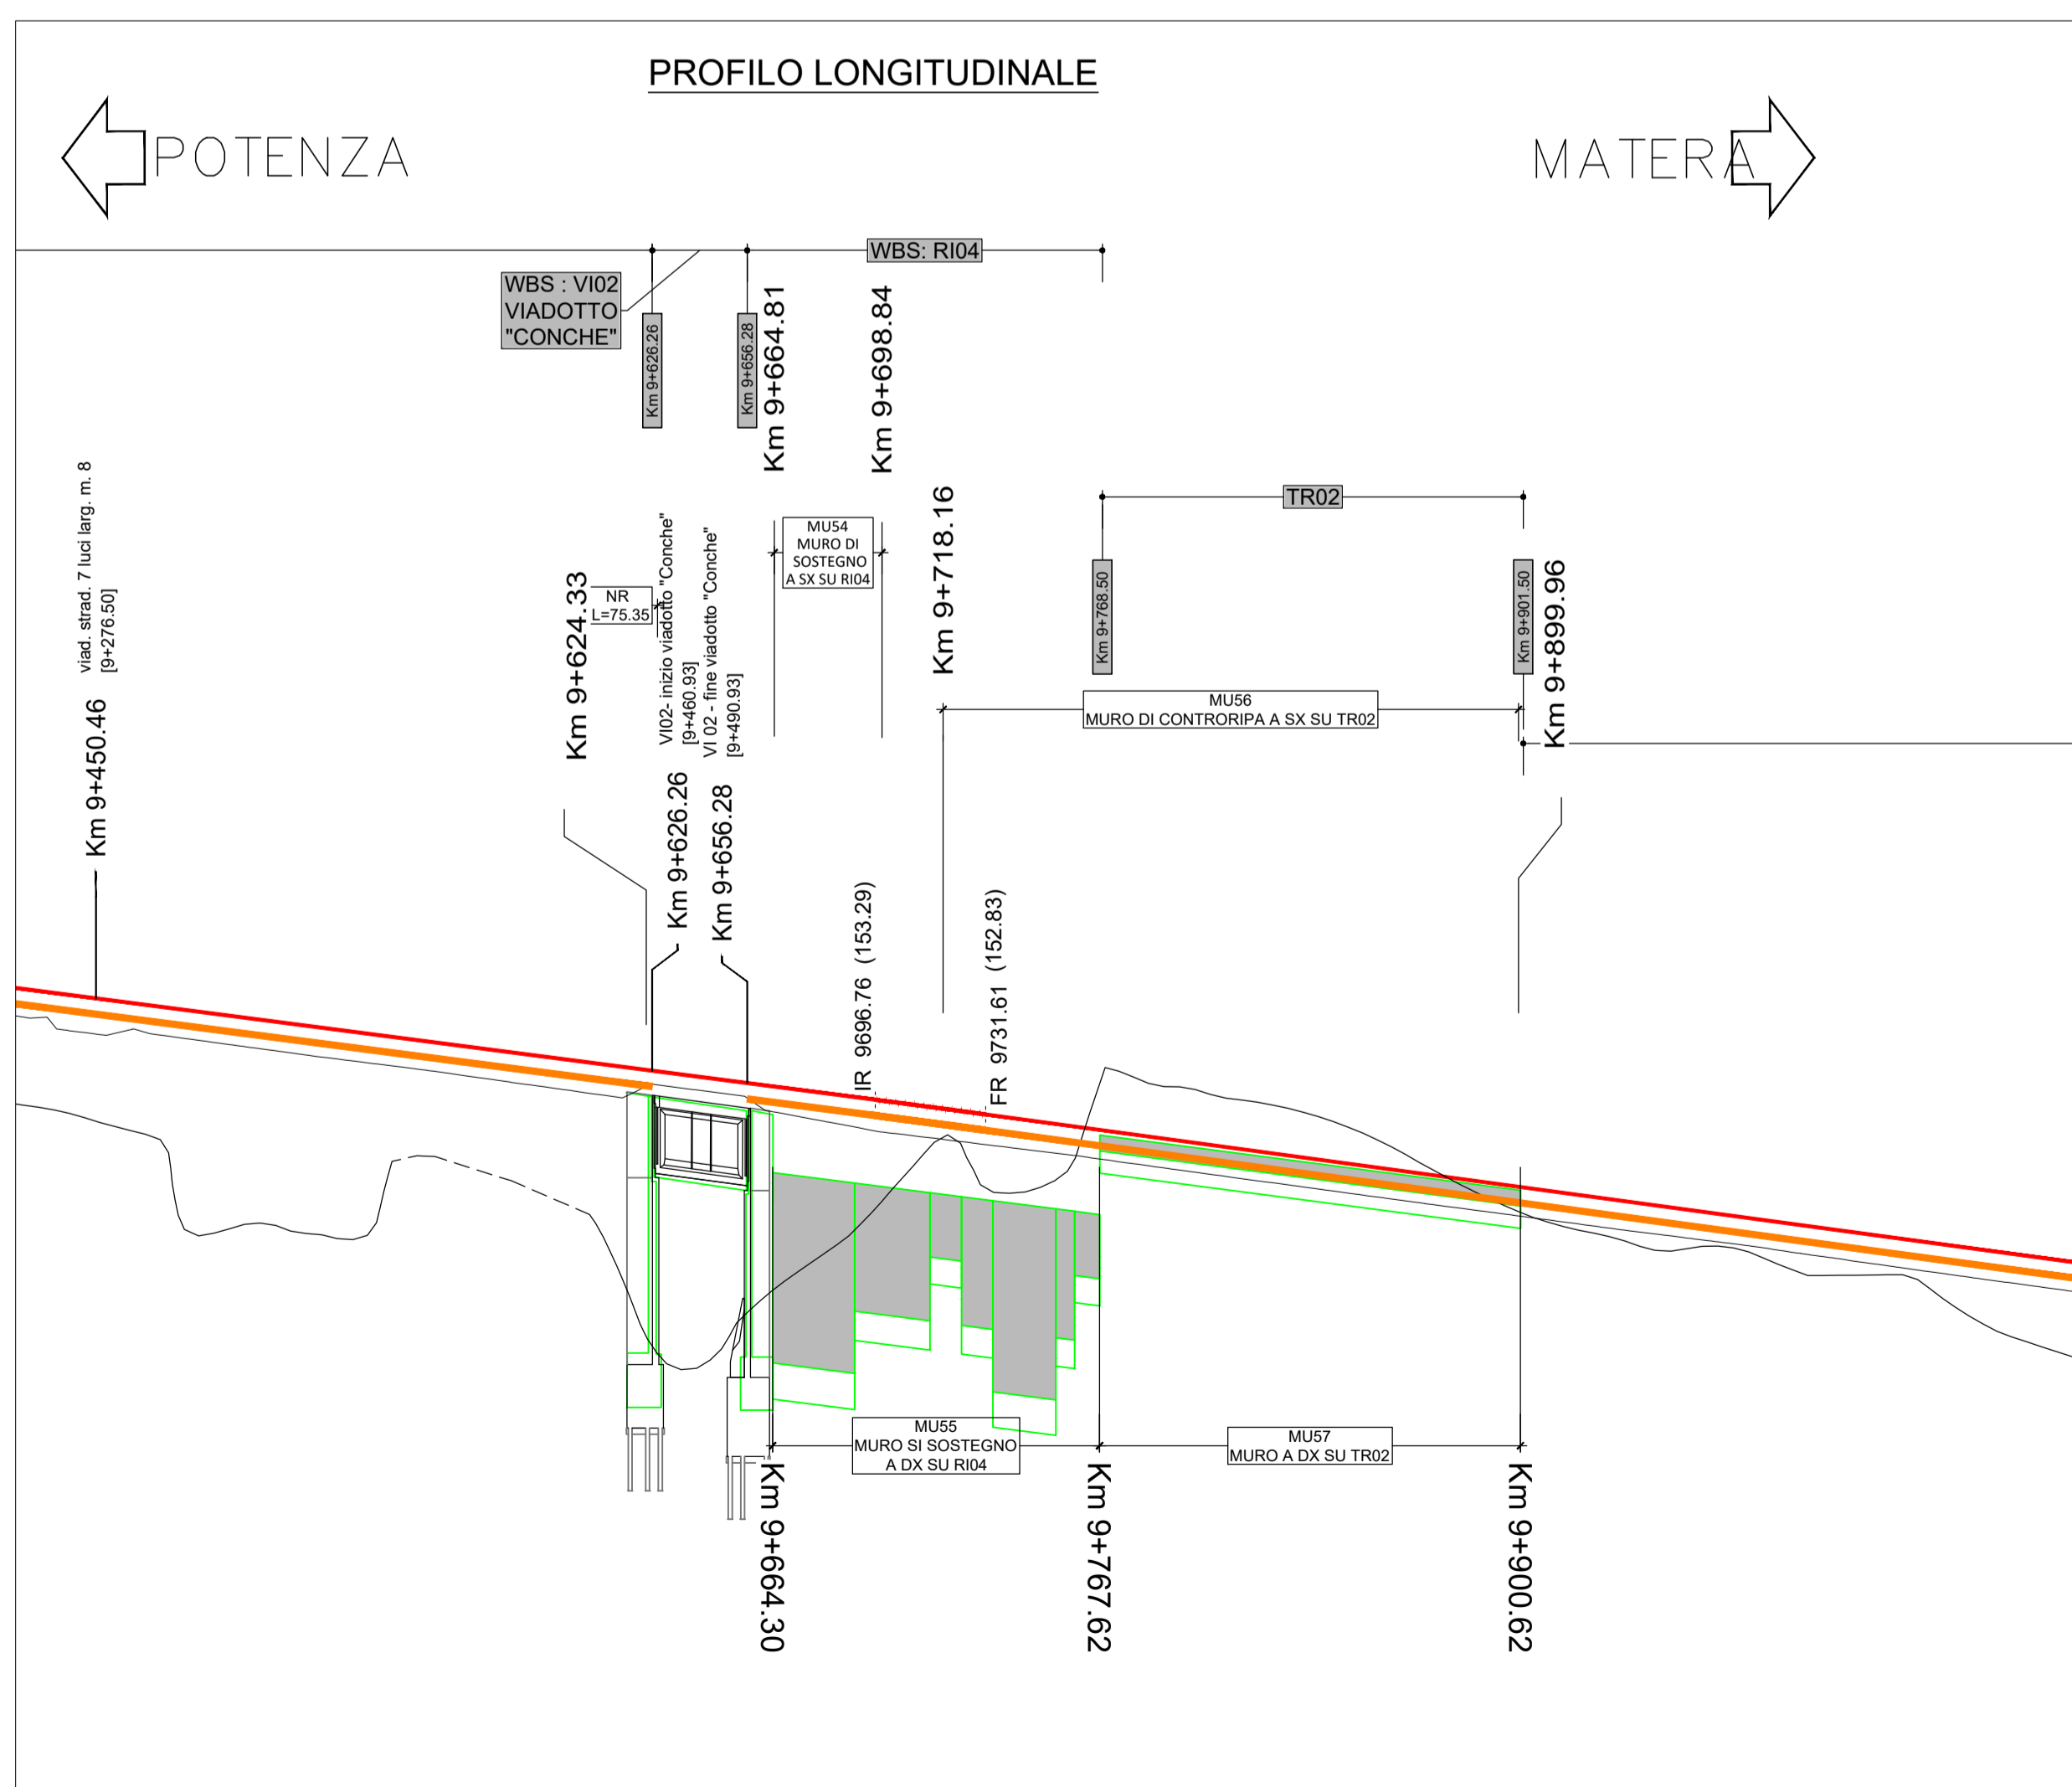 PROFILO LONGITUDINALE
POTENZA
MATERA
WBS: RI04
WBS : VI02
VIADOTTO
"CONCHE"
Km 9+626.26
Km 9+656.28
Km 9+664.81
Km 9+698.84
viad. strad. 7 luci larg. m. 8
[9+276.50]
Km 9+450.46
Km 9+624.33
NR
L=75.35
VI02- inizio viadotto "Conche"
[9+460.93]
VI 02 - fine viadotto "Conche"
[9+490.93]
Km 9+626.26
Km 9+656.28
MU54
MURO DI
SOSTEGNO
A SX SU RI04
Km 9+718.16
TR02
Km 9+768.50
Km 9+901.50
Km 9+899.96
MU56
MURO DI CONTRORIPA A SX SU TR02
IR 9696.76 (153.29)
FR 9731.61 (152.83)
MU55
MURO SI SOSTEGNO
A DX SU RI04
MU57
MURO A DX SU TR02
Km 9+664.30
Km 9+767.62
Km 9+900.62